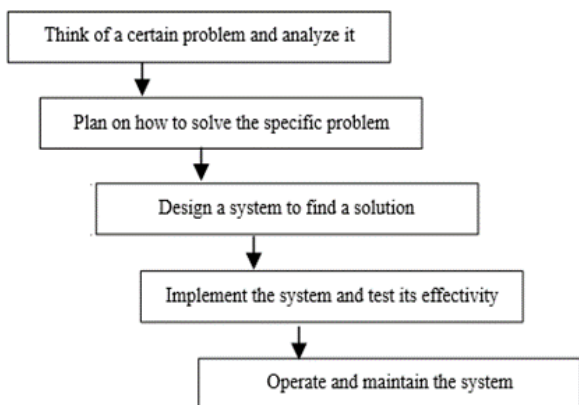 Think of a certain problem and analyze it
Plan on how to solve the specific problem
Design a system to find a solution
Implement the system and test its effectivity
Operate and maintain the system